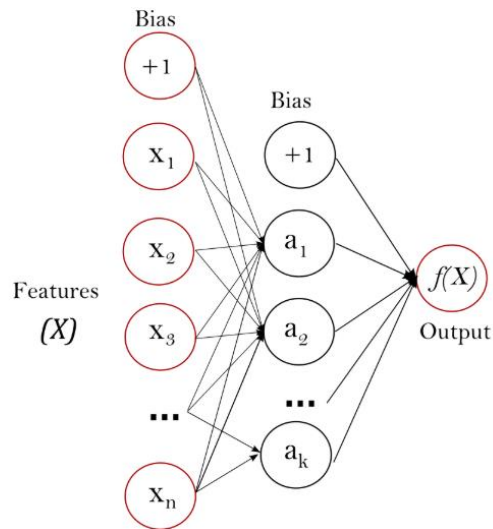 Bias
+1
x₁
x₂
x₃
...
xₙ
Features
(X)
Bias
+1
a₁
a₂
...
aₖ
f(X)
Output